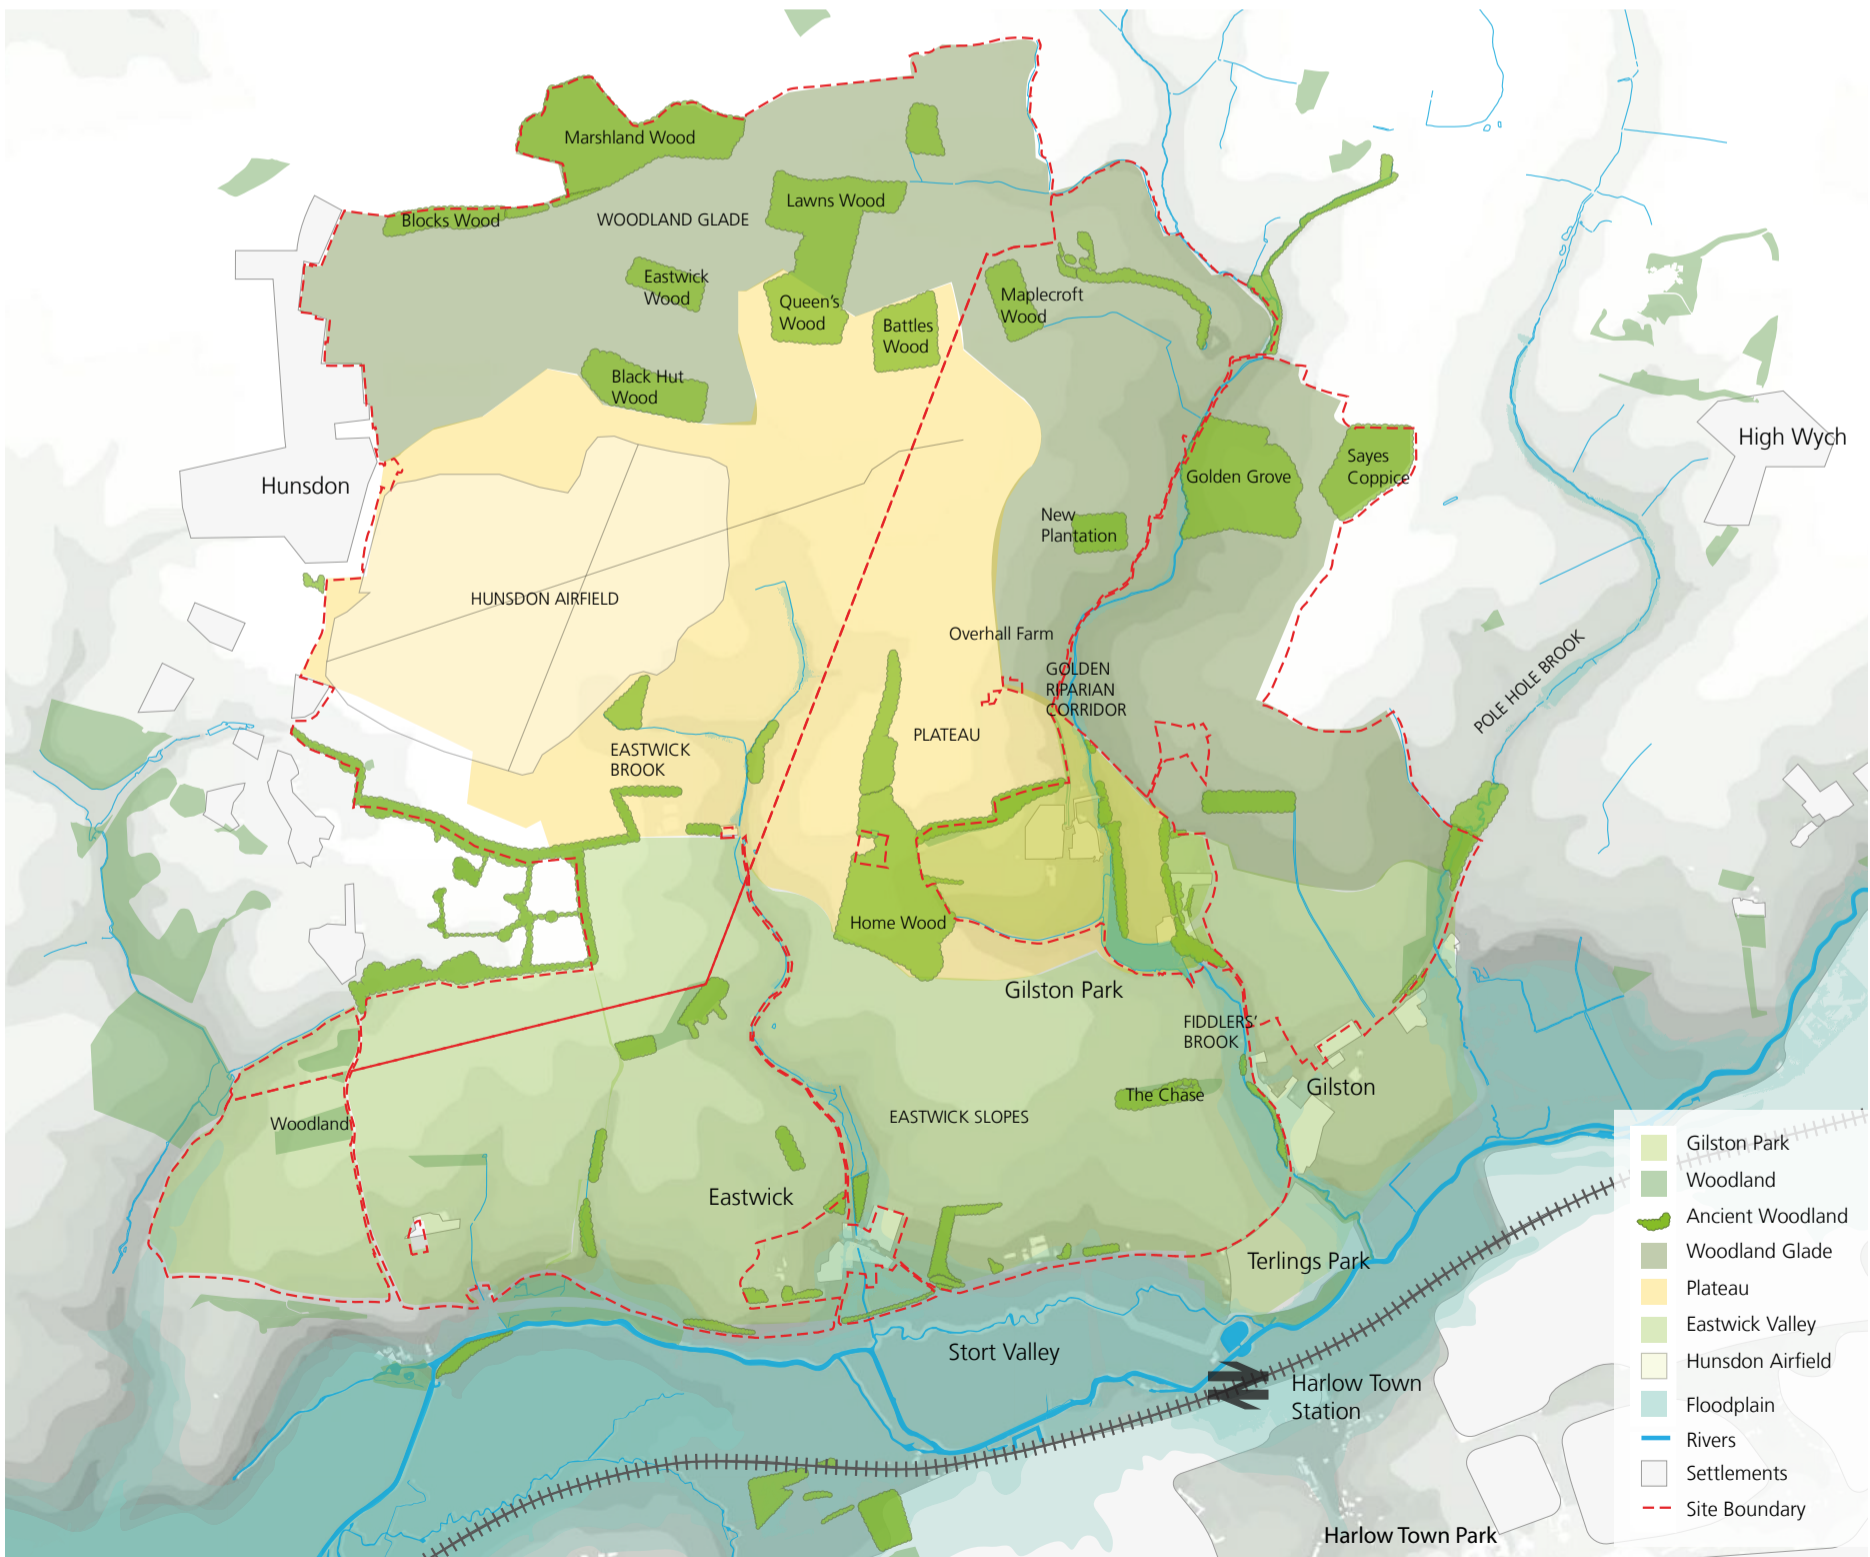 Marshland Wood
Blocks Wood
WOODLAND GLADE
Lawns Wood
Eastwick
Wood
Queen's
Wood
Battles
Wood
Maplecroft
Wood
Black Hut
Wood
Hunsdon
Golden Grove
Sayes
Coppice
High Wych
New
Plantation
HUNSDON AIRFIELD
Overhall Farm
GOLDEN
RIPARIAN
CORRIDOR
POLE HOLE BROOK
EASTWICK
BROOK
PLATEAU
Home Wood
Gilston Park
FIDDLERS'
BROOK
Gilston
The Chase
EASTWICK SLOPES
Woodland
Eastwick
Terlings Park
Stort Valley
Harlow Town
Station
Harlow Town Park
Gilston Park
Woodland
Ancient Woodland
Woodland Glade
Plateau
Eastwick Valley
Hunsdon Airfield
Floodplain
Rivers
Settlements
Site Boundary